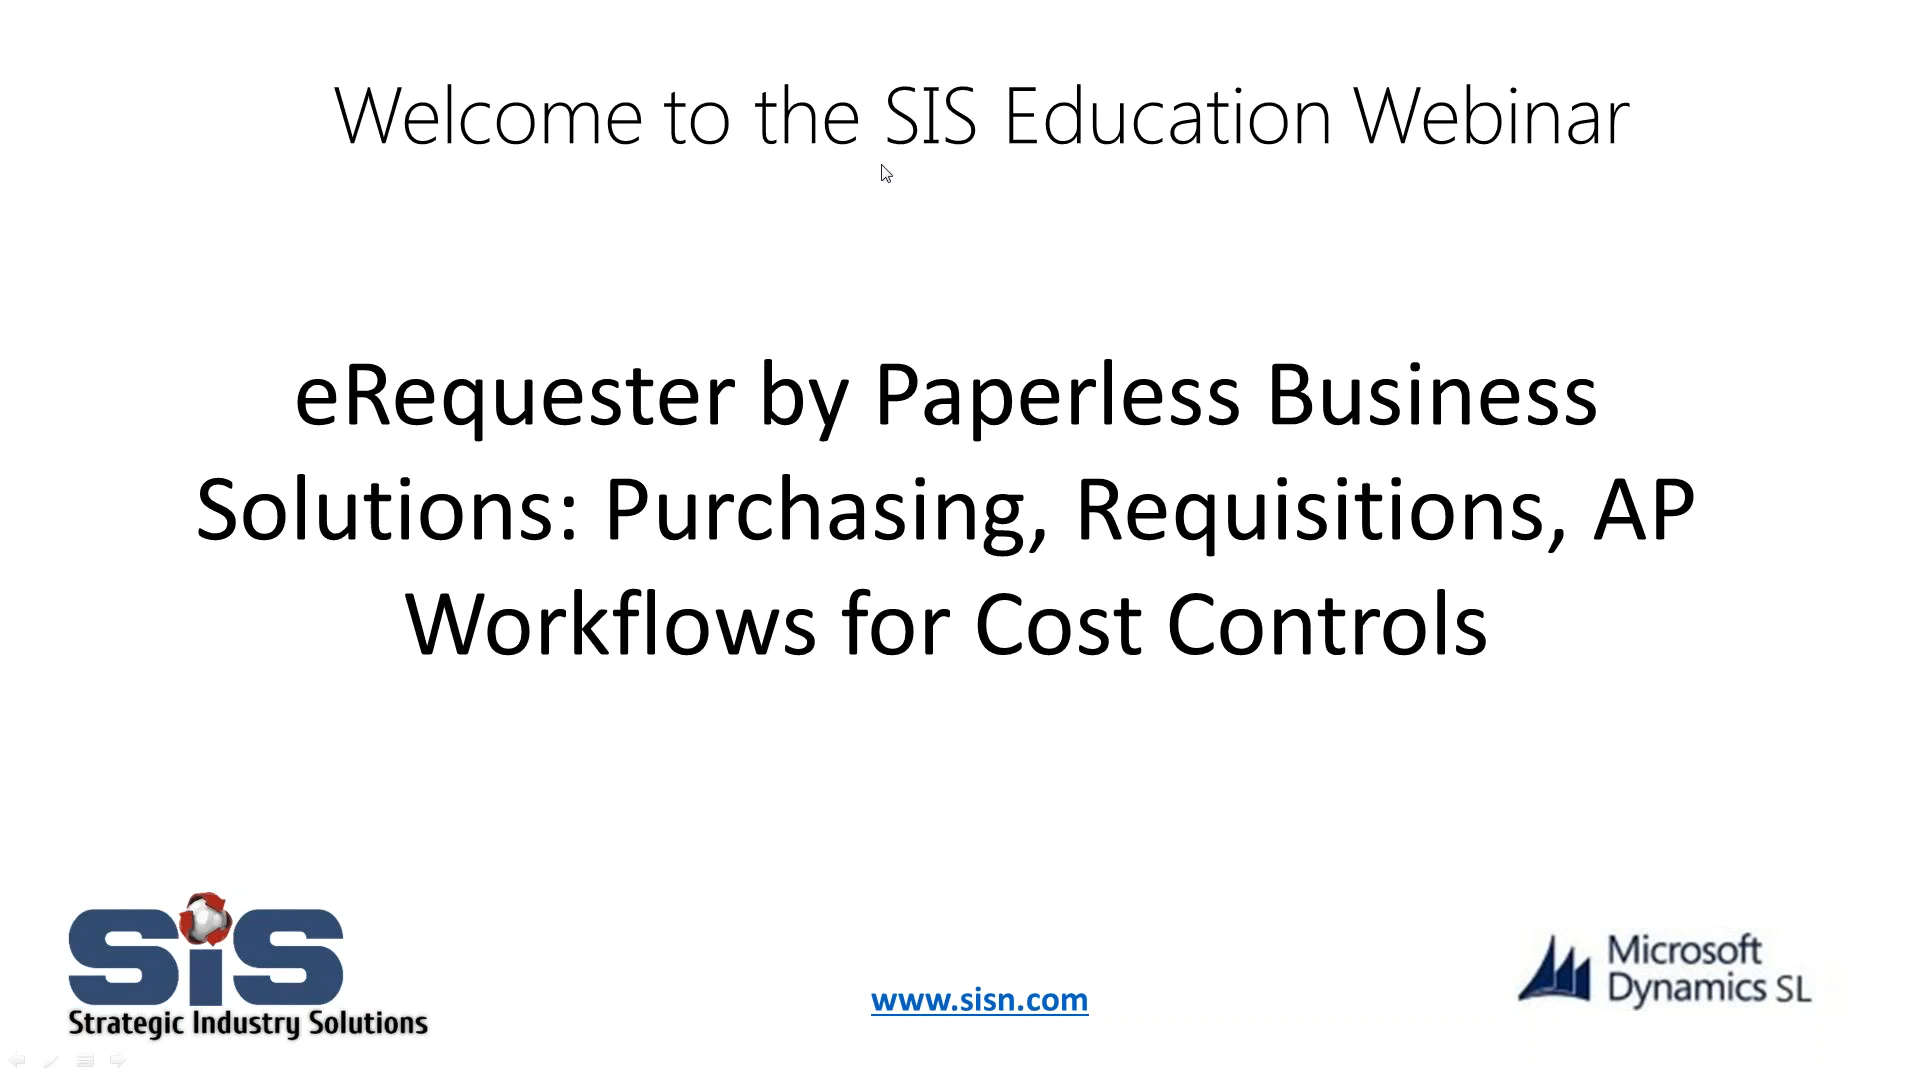 Welcome to the SIS Education Webinar
eRequester by Paperless Business
Solutions: Purchasing, Requisitions, AP
Workflows for Cost Controls
SiS
Strategic Industry Solutions
www.sisn.com
Microsoft
Dynamics SL